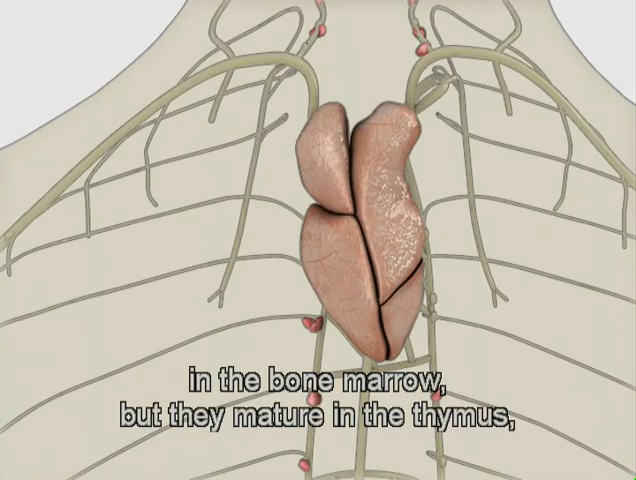 in the bone marrow,
but they mature in the thymus,